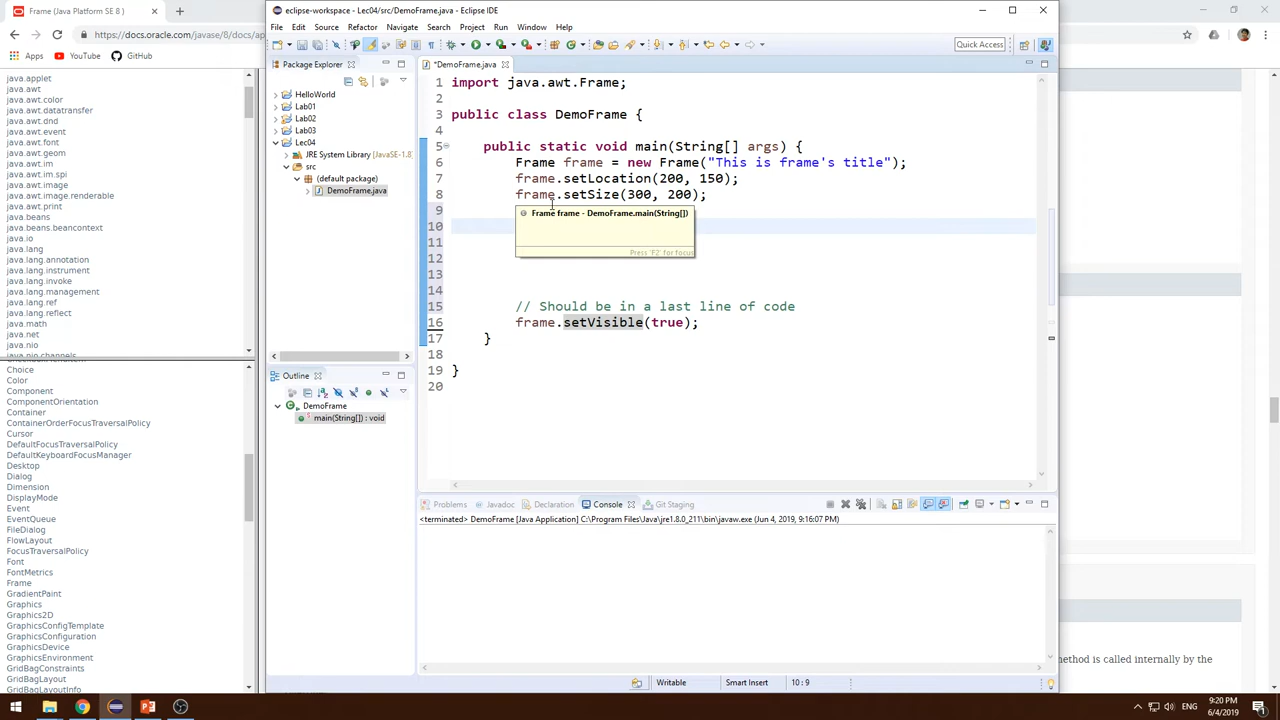 Frame (Java Platform SE 8 )
https://docs.oracle.com/javase/8/docs/ap
Apps
YouTube
GitHub
java.applet
java.awt
java.awt.color
java.awt.datatransfer
java.awt.dnd
java.awt.event
java.awt.font
java.awt.geom
java.awt.im
java.awt.im.spi
java.awt.image
java.awt.image.renderable
java.awt.print
java.beans
java.beans.beancontext
java.io
java.lang
java.lang.annotation
java.lang.instrument
java.lang.invoke
java.lang.management
java.lang.ref
java.lang.reflect
java.math
java.net
java.nio
java.nio.channels
Choice
Color
Component
ComponentOrientation
Container
ContainerOrderFocusTraversalPolicy
Cursor
DefaultFocusTraversalPolicy
DefaultKeyboardFocusManager
Desktop
Dialog
Dimension
DisplayMode
Event
EventQueue
FileDialog
FlowLayout
FocusTraversalPolicy
Font
FontMetrics
Frame
GradientPaint
Graphics
Graphics2D
GraphicsConfigTemplate
GraphicsConfiguration
GraphicsDevice
GraphicsEnvironment
GridBagConstraints
GridBagLayout
GridBagLayoutInfo
eclipse-workspace - Lec04/src/DemoFrame.java - Eclipse IDE
File Edit Source Refactor Navigate Search Project Run Window Help
Quick Access
Package Explorer
HelloWorld
Lab01
Lab02
Lab03
Lec04
JRE System Library [JavaSE-1.8]
src
(default package)
DemoFrame.java
Outline
DemoFrame
main(String[]) : void
*DemoFrame.java
1 import java.awt.Frame;
2
3 public class DemoFrame {
4
5 public static void main(String[] args) {
6 Frame frame = new Frame("This is frame's title");
7 frame.setLocation(200, 150);
8 frame.setSize(300, 200);
9
10
11
12
13
15 // Should be in a last line of code
16 frame.setVisible(true);
17 }
18
19 }
20
Frame frame - DemoFrame.main(String[])
Press 'F2' for focus
Problems Javadoc Declaration Console Git Staging
<terminated> DemoFrame [Java Application] C:\Program Files\Java\jre1.8.0_211\bin\javaw.exe (Jun 4, 2019, 9:16:07 PM)
Writable
Smart Insert
10 : 9
ethod is called internally by the
ENG
9:20 PM
6/4/2019